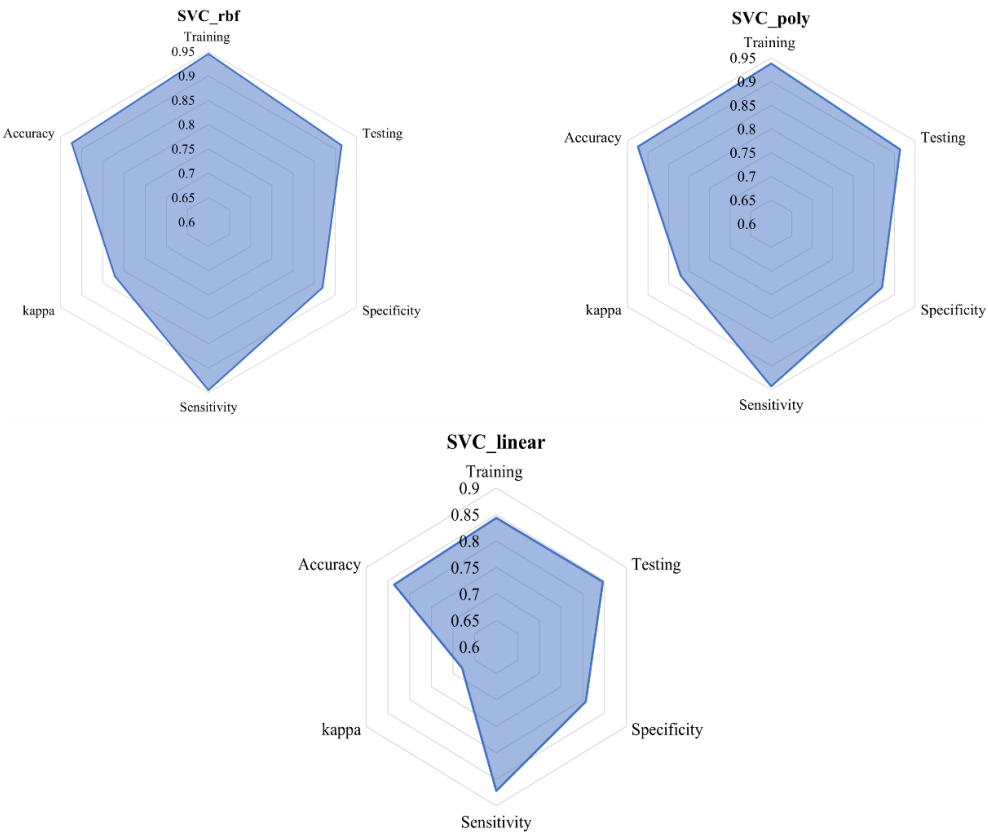 SVC_rbf
Training
0.95
0.9
0.85
0.8
0.75
0.7
0.65
0.6
Accuracy
Testing
kappa
Specificity
Sensitivity
SVC_poly
Training
0.95
0.9
0.85
0.8
0.75
0.7
0.65
0.6
Accuracy
Testing
kappa
Specificity
Sensitivity
SVC_linear
Training
0.9
0.85
0.8
0.75
0.7
0.65
0.6
Accuracy
Testing
kappa
Specificity
Sensitivity